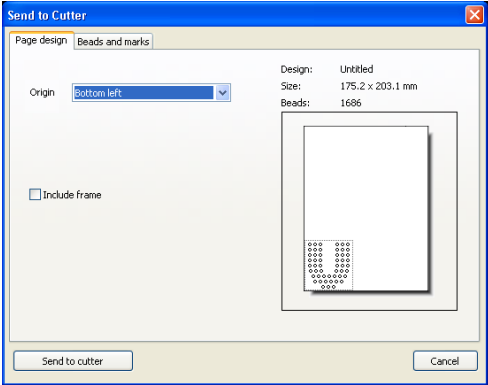 Send to Cutter
Page design Beads and marks
Design: Untitled
Size: 175.2 x 203.1 mm
Beads: 1686
Origin Bottom left
Include frame
Send to cutter Cancel